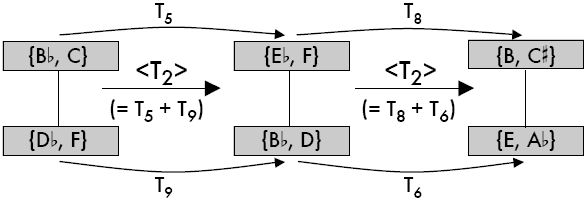 T₅ T₈
{B♭, C} {E♭, F} {B, C♯}
<T₂> <T₂>
(= T₅ + T₉) (= T₈ + T₆)
{D♭, F} {B♭, D} {E, A♭}
T₉ T₆